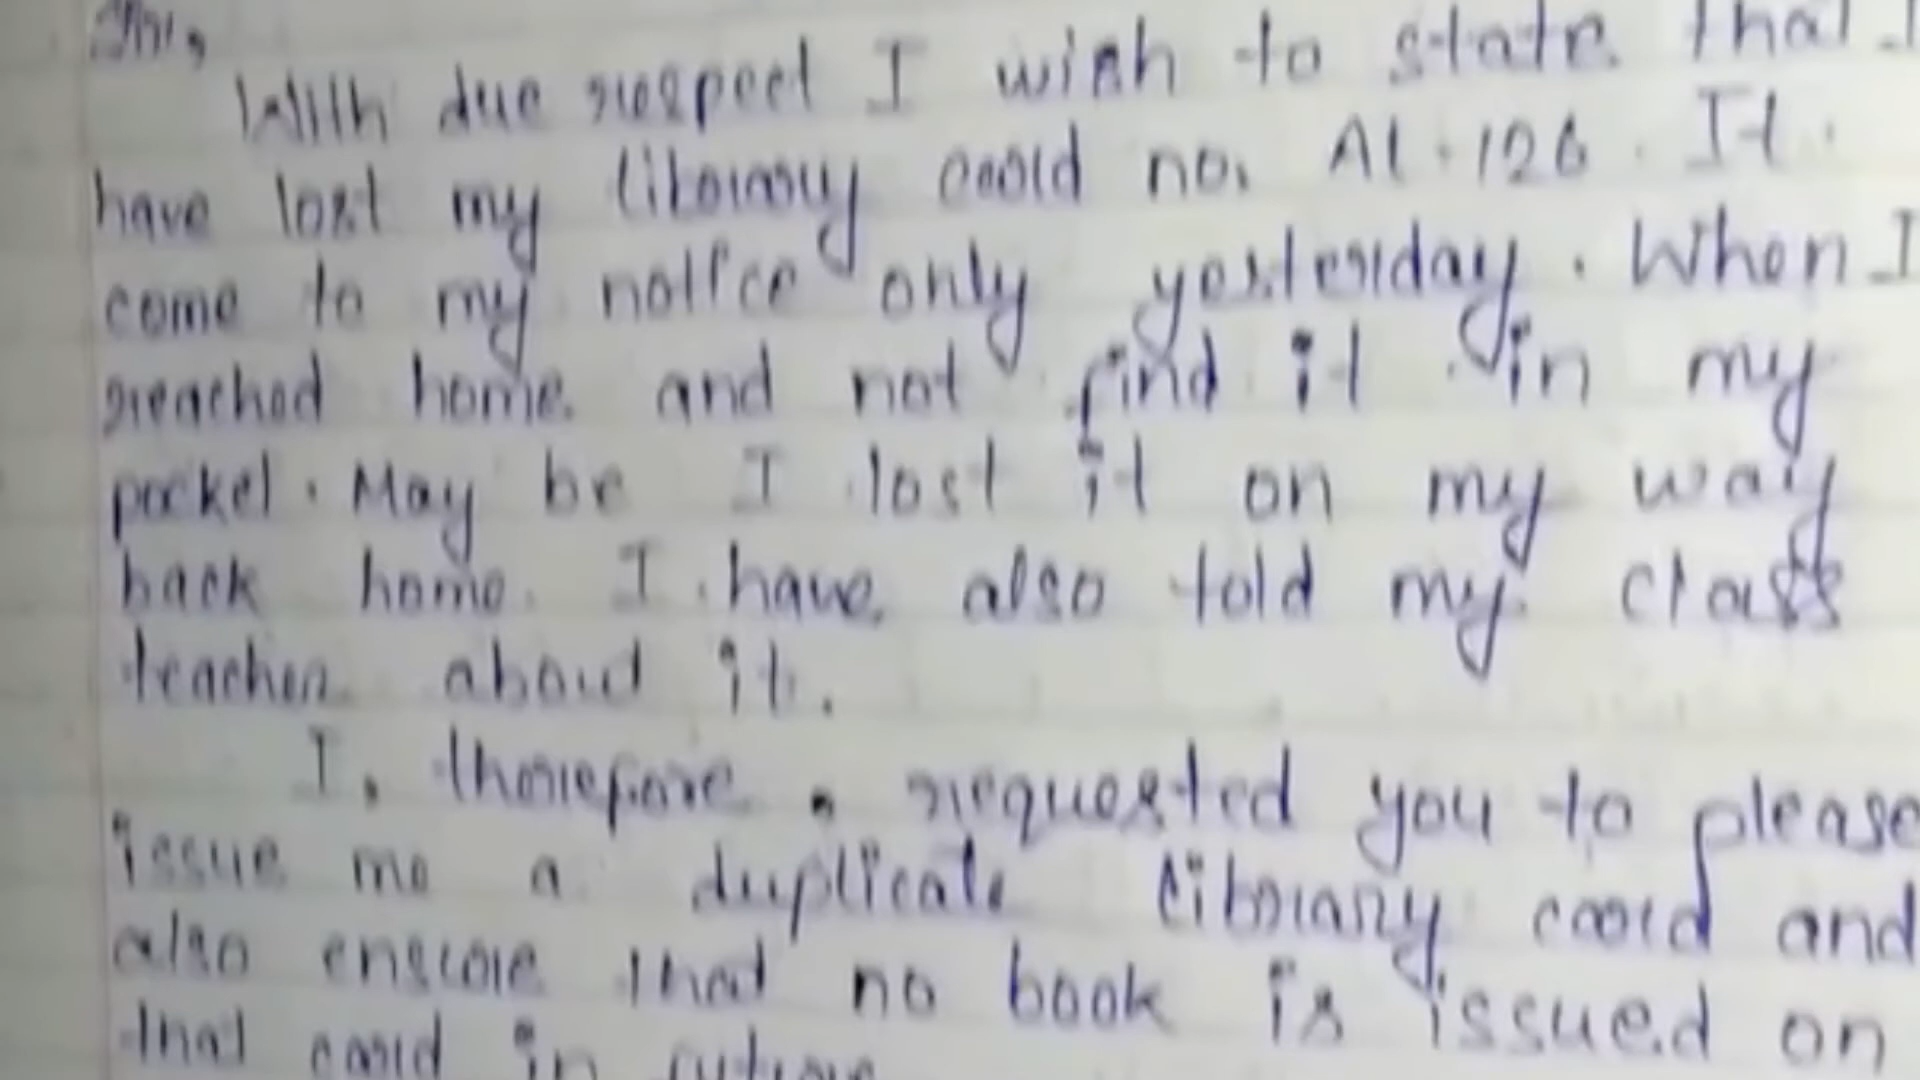 Sir,
With due respect I wish to state that I
have lost my library card no. A1.126. It
come to my notice only yesterday. When I
reached home and not find it in my
pocket. May be I lost it on my way
back home. I have also told my class
teacher about it.
I, therefore, requested you to please
issue me a duplicate library card and
also ensure that no book is issued on
that card in future